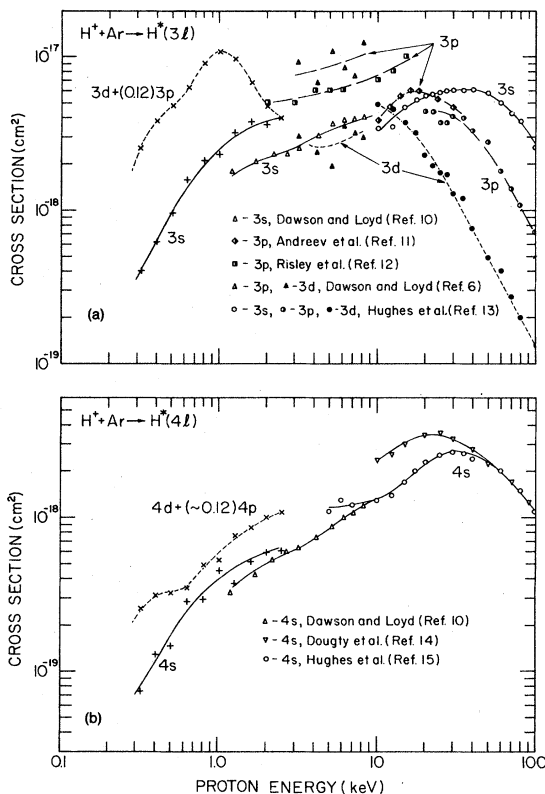 H⁺+Ar→H*(3ℓ)
10⁻¹⁷
3d+(0.12)3p
3p
3s
3s
3d
3p
3s
10⁻¹⁸
△-3s, Dawson and Loyd (Ref. 10)
-3p, Andreev et al. (Ref. 11)
-3p, Risley et al. (Ref. 12)
-3p, ▲-3d, Dawson and Loyd (Ref. 6)
○-3s, -3p, ●-3d, Hughes et al. (Ref. 13)
(a)
CROSS SECTION (cm²)
10⁻¹⁹
H⁺+Ar→H*(4ℓ)
4s
4d+(~0.12)4p
10⁻¹⁸
4s
△-4s, Dawson and Loyd (Ref. 10)
▽-4s, Dougty et al. (Ref. 14)
○-4s, Hughes et al. (Ref. 15)
10⁻¹⁹
(b)
CROSS SECTION (cm²)
0.1 1.0 10 100
PROTON ENERGY (keV)